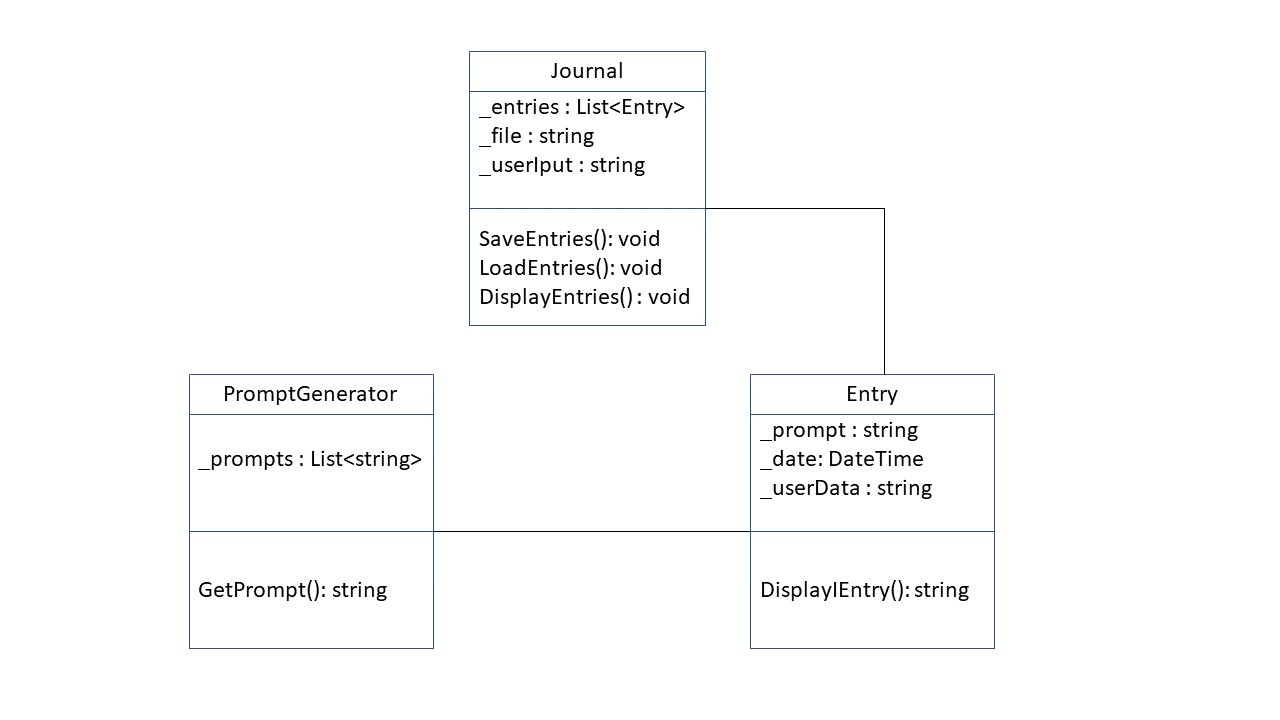 Journal
_entries : List<Entry>
_file : string
_userIput : string
SaveEntries(): void
LoadEntries(): void
DisplayEntries() : void
PromptGenerator
_prompts : List<string>
GetPrompt(): string
Entry
_prompt : string
_date: DateTime
_userData : string
DisplayIEntry(): string